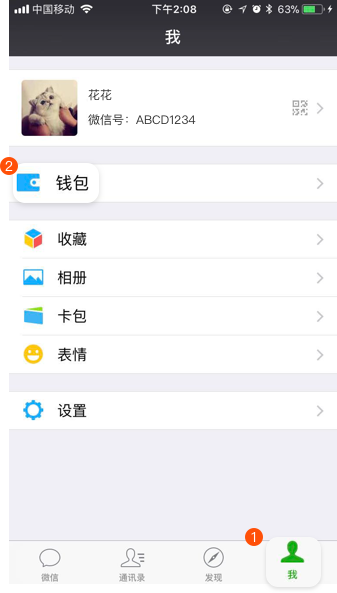 中国移动 下午2:08 63%
我
花花
微信号：ABCD1234
2
钱包
收藏
相册
卡包
表情
设置
1
微信 通讯录 发现 我